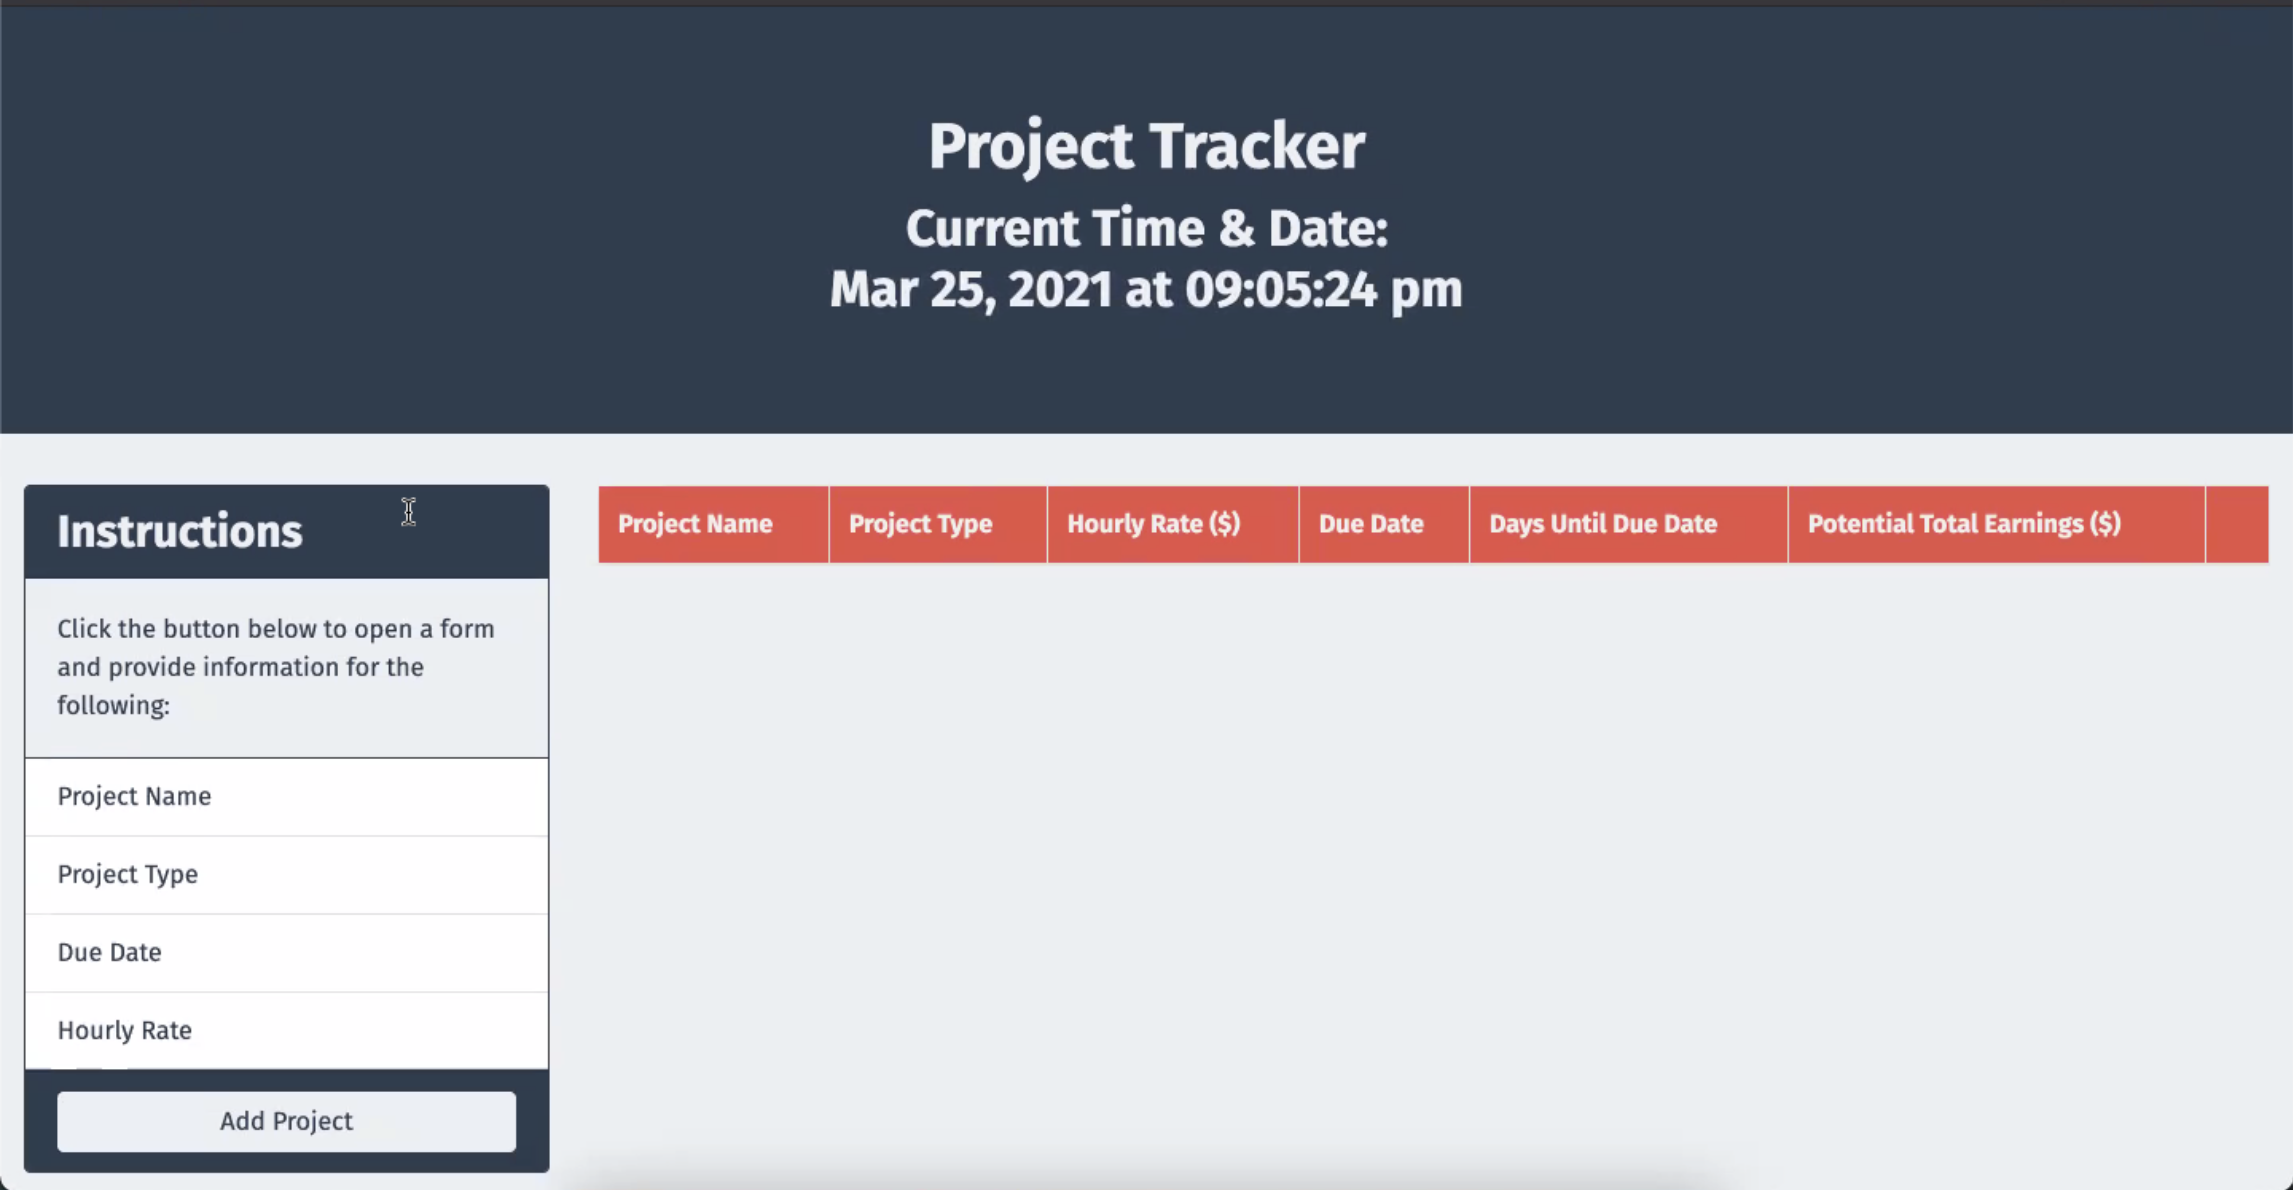 Project Tracker
Current Time & Date:
Mar 25, 2021 at 09:05:24 pm
Instructions
Click the button below to open a form
and provide information for the
following:
Project Name
Project Type
Due Date
Hourly Rate
Add Project
Project Name
Project Type
Hourly Rate ($)
Due Date
Days Until Due Date
Potential Total Earnings ($)